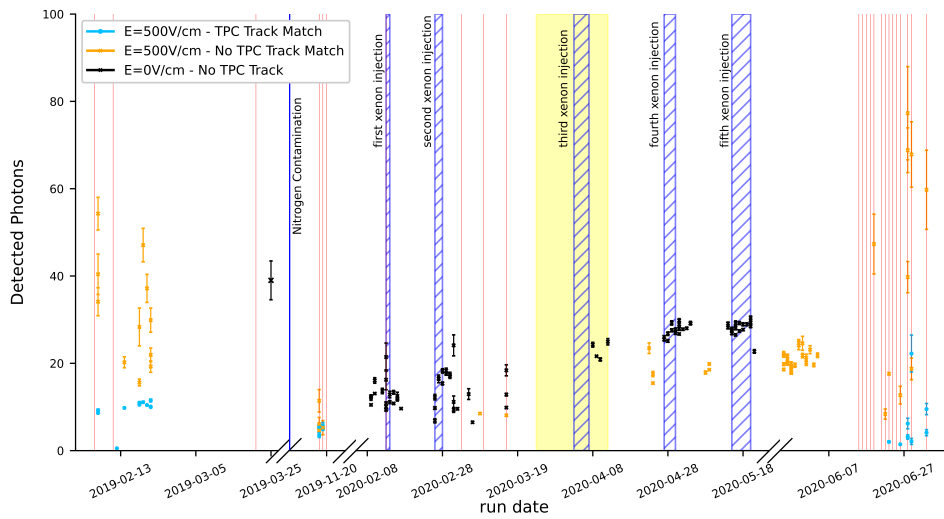 E=500V/cm - TPC Track Match
E=500V/cm - No TPC Track Match
E=0V/cm - No TPC Track
Nitrogen Contamination
first xenon injection
second xenon injection
third xenon injection
fourth xenon injection
fifth xenon injection
Detected Photons
100
80
60
40
20
0
2019-02-13
2019-03-05
2019-03-25
2019-11-20
2020-02-08
2020-02-28
2020-03-19
2020-04-08
2020-04-28
2020-05-18
2020-06-07
2020-06-27
run date